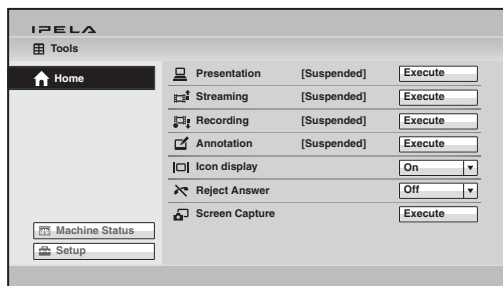 IPELA
Tools
Home
Presentation [Suspended] Execute
Streaming [Suspended] Execute
Recording [Suspended] Execute
Annotation [Suspended] Execute
Icon display On
Reject Answer Off
Screen Capture Execute
Machine Status
Setup